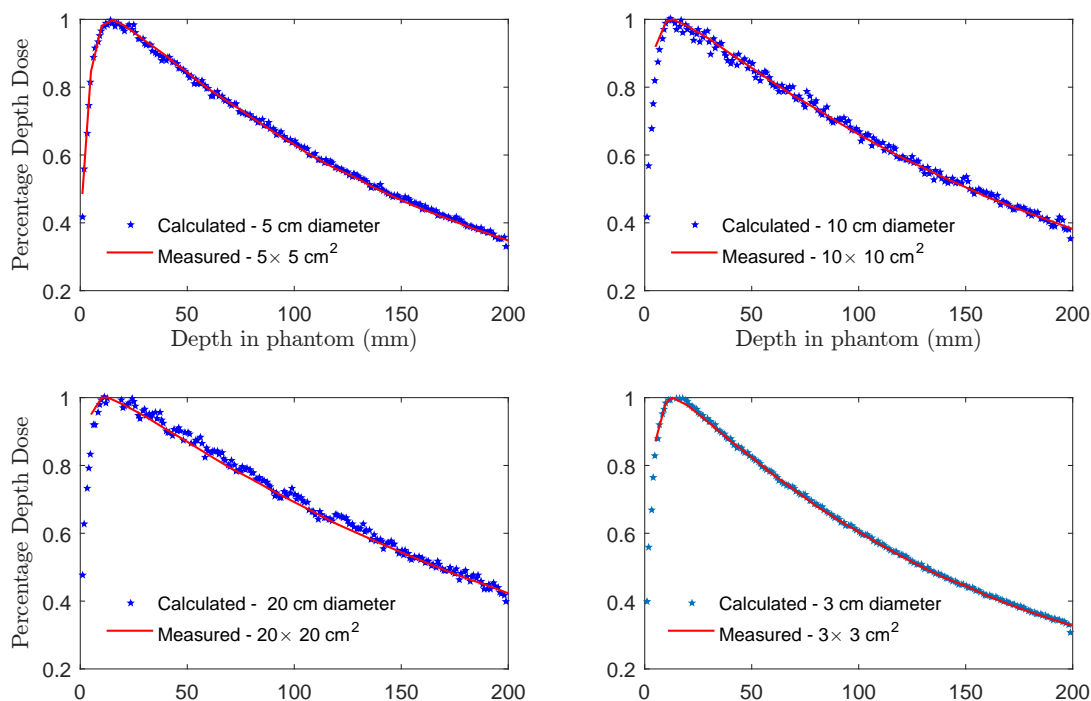 1
0.8
0.6
0.4
0.2
Percentage Depth Dose
Calculated - 5 cm diameter
Measured - 5× 5 cm²
0 50 100 150 200
Depth in phantom (mm)
1
0.8
0.6
0.4
0.2
Calculated - 10 cm diameter
Measured - 10× 10 cm²
0 50 100 150 200
Depth in phantom (mm)
1
0.8
0.6
0.4
0.2
Percentage Depth Dose
Calculated - 20 cm diameter
Measured - 20× 20 cm²
0 50 100 150 200
1
0.8
0.6
0.4
0.2
Calculated - 3 cm diameter
Measured - 3× 3 cm²
0 50 100 150 200